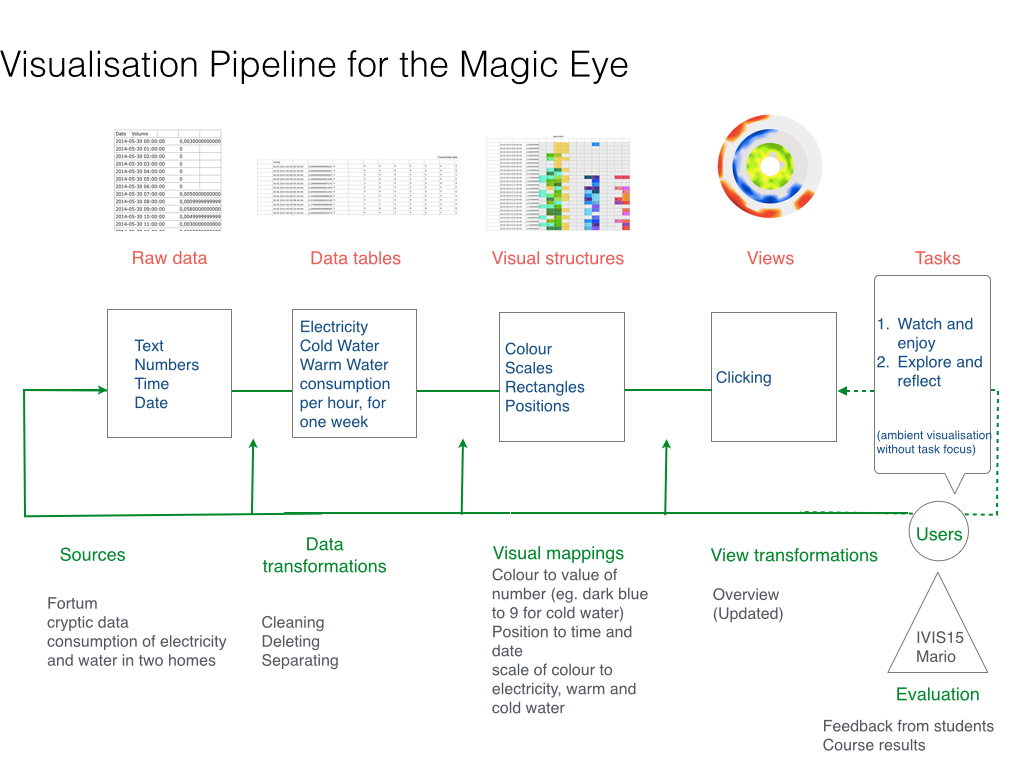 Visualisation Pipeline for the Magic Eye
Date Volume
2014-05-30 00:00:00 0,0030000000000
2014-05-30 01:00:00 0
2014-05-30 02:00:00 0
2014-05-30 03:00:00 0
2014-05-30 04:00:00 0
2014-05-30 05:00:00 0
2014-05-30 06:00:00 0
2014-05-30 07:00:00 0,0050000000000
2014-05-30 08:00:00 0,0009999999999
2014-05-30 09:00:00 0,0580000000000
2014-05-30 10:00:00 0,0049999999999
2014-05-30 11:00:00 0,0030000000000
Raw data
Data tables
Visual structures
Views
Tasks
Text
Numbers
Time
Date
Electricity
Cold Water
Warm Water
consumption
per hour, for
one week
Colour
Scales
Rectangles
Positions
Clicking
1. Watch and
enjoy
2. Explore and
reflect
(ambient visualisation
without task focus)
Users
Sources
Fortum
cryptic data
consumption of electricity
and water in two homes
Data
transformations
Cleaning
Deleting
Separating
Visual mappings
Colour to value of
number (eg. dark blue
to 9 for cold water)
Position to time and
date
scale of colour to
electricity, warm and
cold water
View transformations
Overview
(Updated)
IVIS15
Mario
Evaluation
Feedback from students
Course results